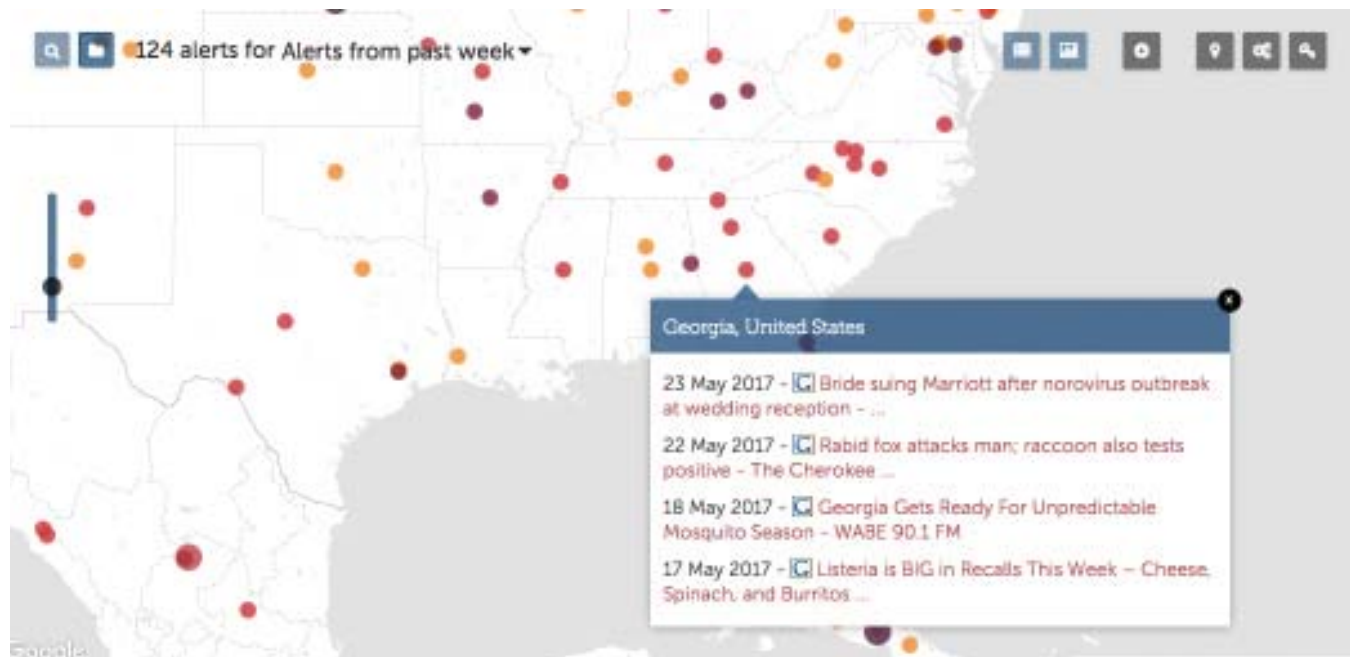 124 alerts for Alerts from past week
Georgia, United States
23 May 2017 - G Bride suing Marriott after norovirus outbreak
at wedding reception - ...
22 May 2017 - G Rabid fox attacks man; raccoon also tests
positive - The Cherokee ...
18 May 2017 - G Georgia Gets Ready For Unpredictable
Mosquito Season - WABE 90.1 FM
17 May 2017 - G Listeria is BIG in Recalls This Week – Cheese,
Spinach, and Burritos ...
Google